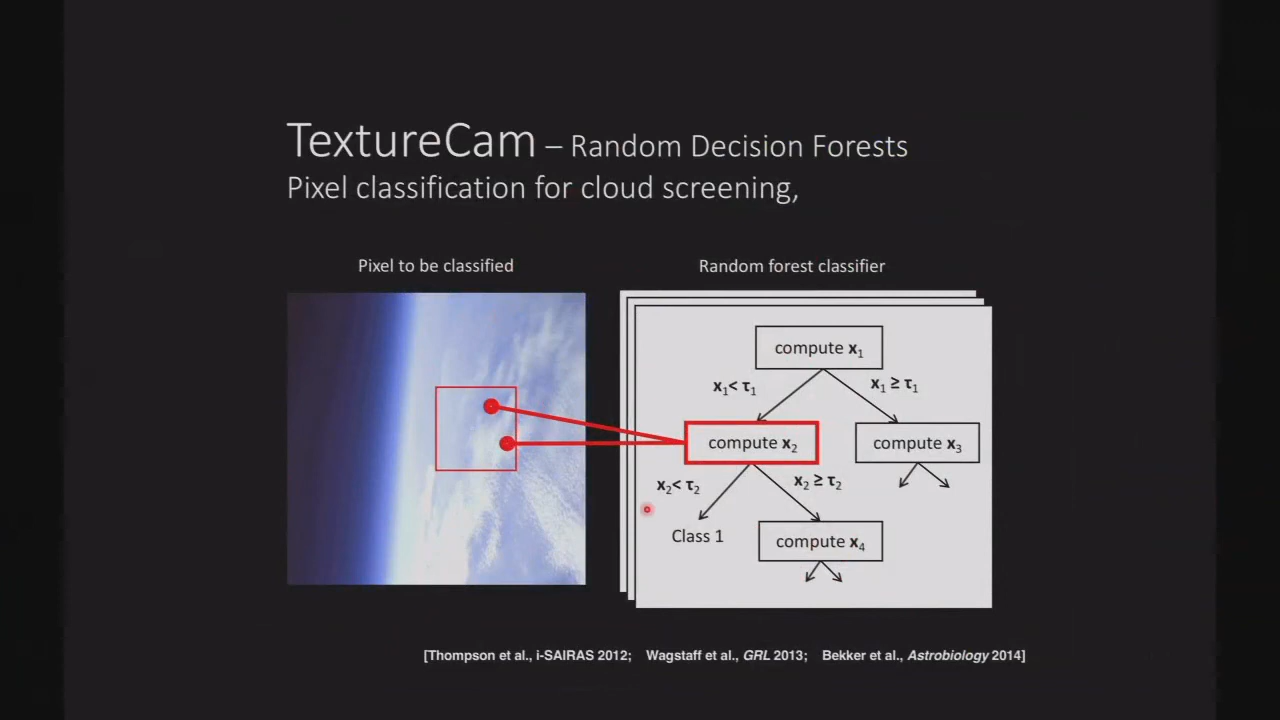 TextureCam – Random Decision Forests
Pixel classification for cloud screening,
Pixel to be classified
Random forest classifier
compute x₁
x₁< τ₁
x₁ ≥ τ₁
compute x₂
compute x₃
x₂< τ₂
x₂ ≥ τ₂
Class 1
compute x₄
[Thompson et al., i-SAIRAS 2012; Wagstaff et al., GRL 2013; Bekker et al., Astrobiology 2014]